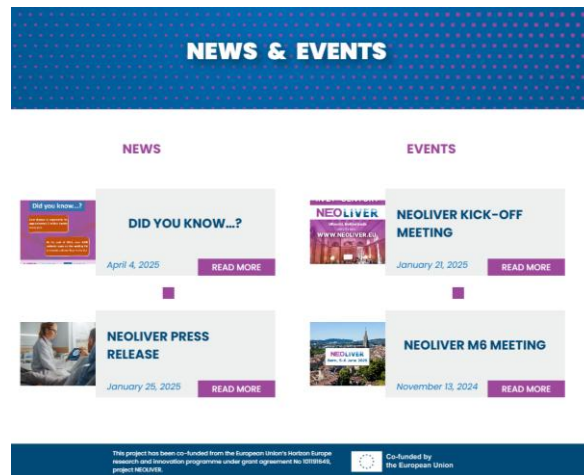 NEWS & EVENTS
NEWS
Did you know...?
DID YOU KNOW...?
April 4, 2025
READ MORE
NEOLIVER PRESS
RELEASE
January 25, 2025
READ MORE
EVENTS
NEOLIVER
WWW.NEOLIVER.EU
NEOLIVER KICK-OFF
MEETING
January 21, 2025
READ MORE
NEOLIVER
NEOLIVER M6 MEETING
November 13, 2024
READ MORE
This project has been co-funded from the European Union's Horizon Europe
research and innovation programme under grant agreement No 101191649,
project NEOLIVER.
Co-funded by
the European Union